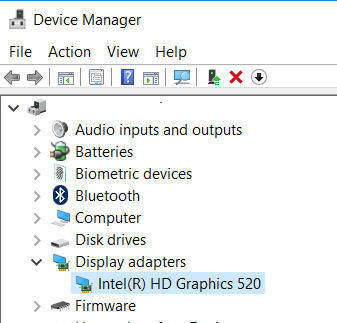 Device Manager
File Action View Help
Audio inputs and outputs
Batteries
Biometric devices
Bluetooth
Computer
Disk drives
Display adapters
Intel(R) HD Graphics 520
Firmware